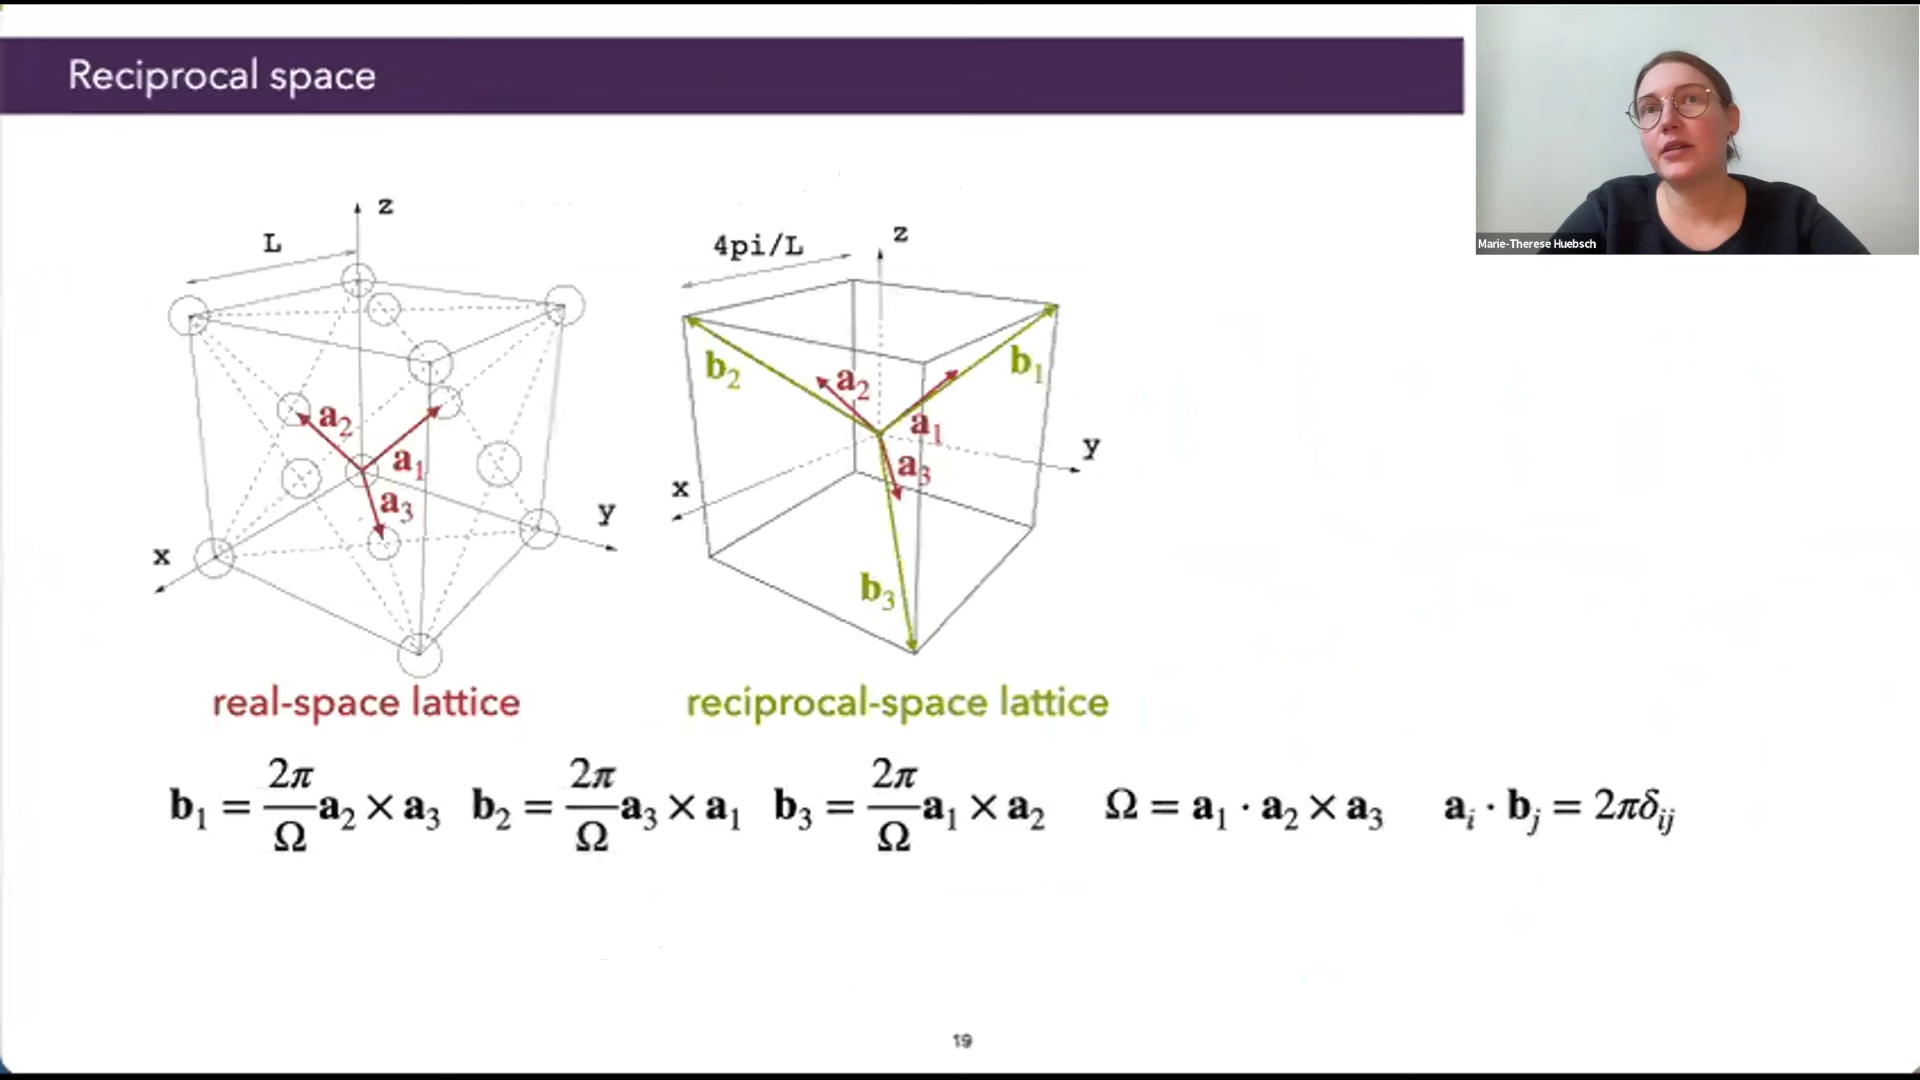 Reciprocal space
Marie-Therese Huebsch
L
z
a₂
a₁
a₃
x
y
4pi/L
z
b₂
b₁
a₂
a₁
a₃
x
y
b₃
real-space lattice
reciprocal-space lattice
b₁ = 2π/Ω a₂ × a₃ b₂ = 2π/Ω a₃ × a₁ b₃ = 2π/Ω a₁ × a₂ Ω = a₁ · a₂ × a₃ aᵢ · bⱼ = 2πδᵢⱼ
19